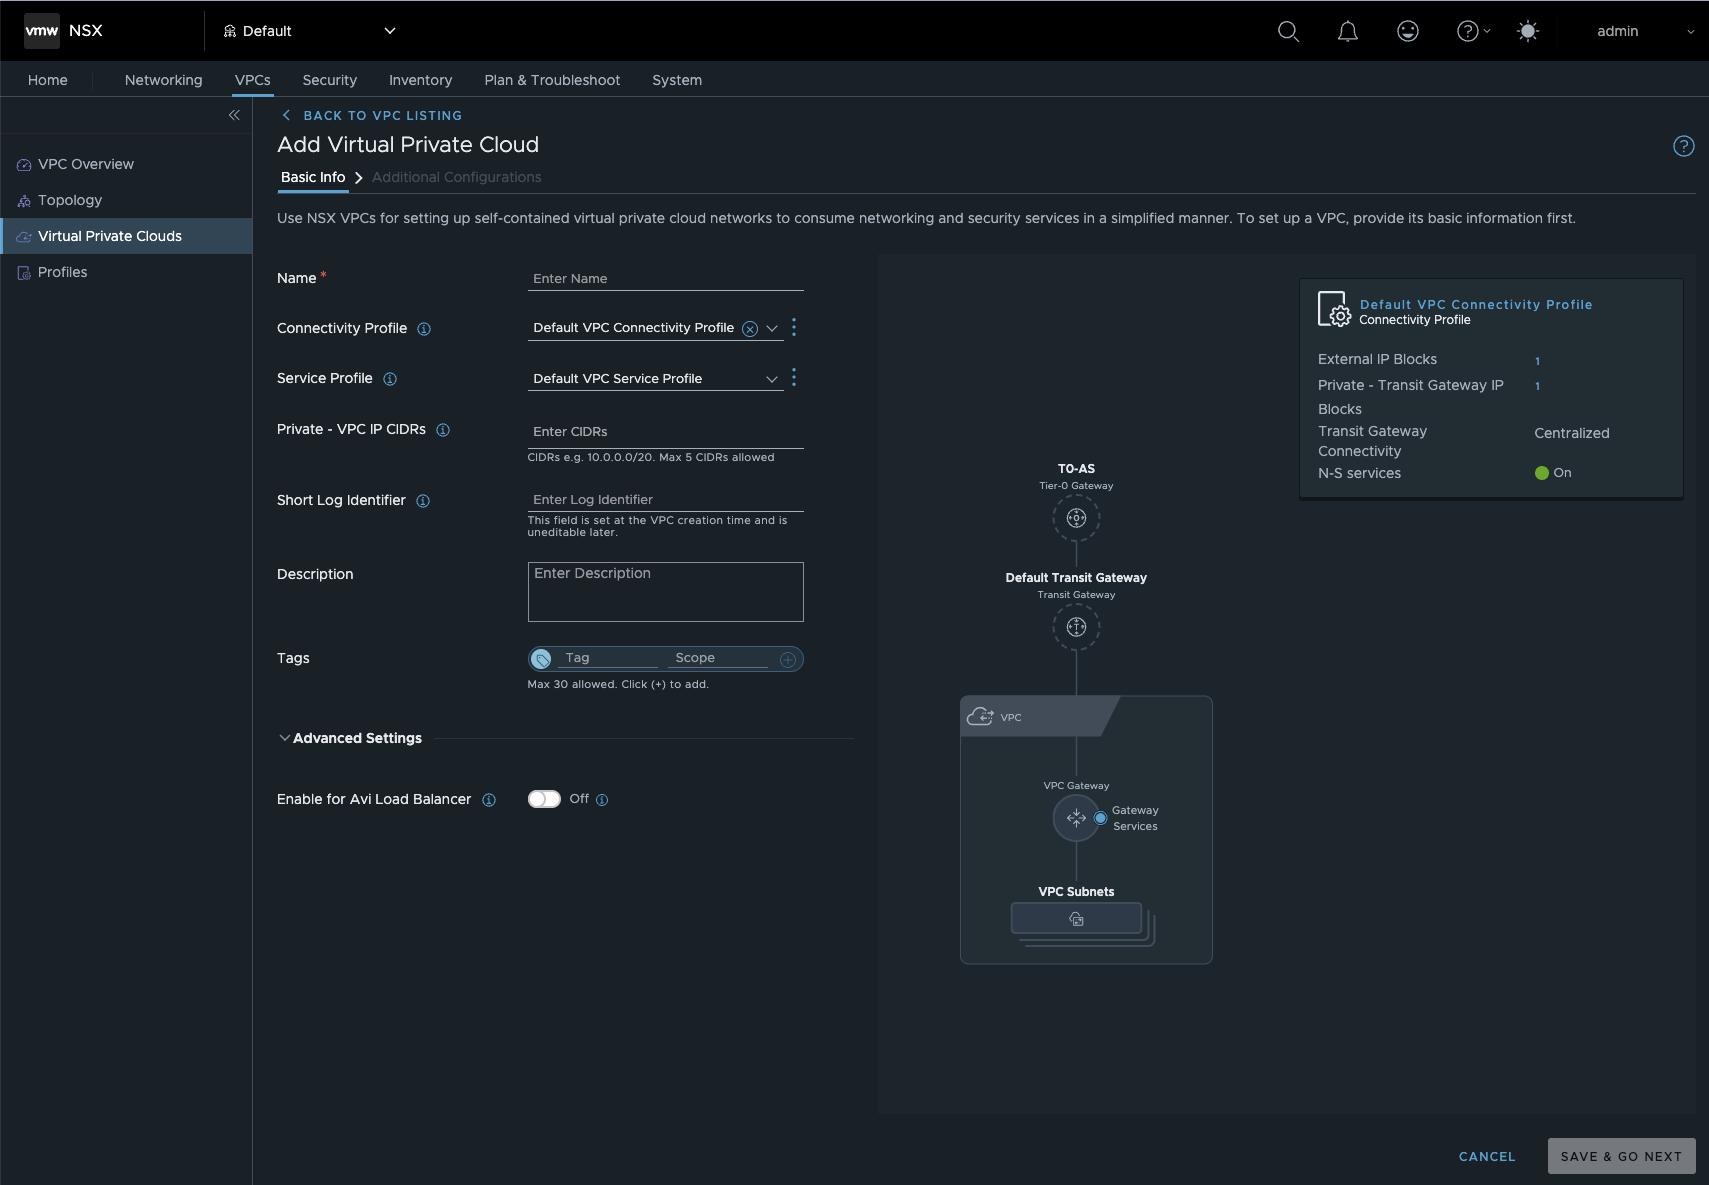 vmw NSX
Default
admin
Home
Networking
VPCs
Security
Inventory
Plan & Troubleshoot
System
VPC Overview
Topology
Virtual Private Clouds
Profiles
BACK TO VPC LISTING
Add Virtual Private Cloud
Basic Info
Additional Configurations
Use NSX VPCs for setting up self-contained virtual private cloud networks to consume networking and security services in a simplified manner. To set up a VPC, provide its basic information first.
Name *
Enter Name
Connectivity Profile
Default VPC Connectivity Profile
Service Profile
Default VPC Service Profile
Private - VPC IP CIDRs
Enter CIDRs
CIDRs e.g. 10.0.0.0/20. Max 5 CIDRs allowed
Short Log Identifier
Enter Log Identifier
This field is set at the VPC creation time and is
uneditable later.
Description
Enter Description
Tags
Tag
Scope
Max 30 allowed. Click (+) to add.
Advanced Settings
Enable for Avi Load Balancer
Off
T0-AS
Tier-0 Gateway
Default Transit Gateway
Transit Gateway
VPC
VPC Gateway
Gateway
Services
VPC Subnets
Default VPC Connectivity Profile
Connectivity Profile
External IP Blocks 1
Private - Transit Gateway IP 1
Blocks
Transit Gateway Centralized
Connectivity
N-S services On
CANCEL
SAVE & GO NEXT